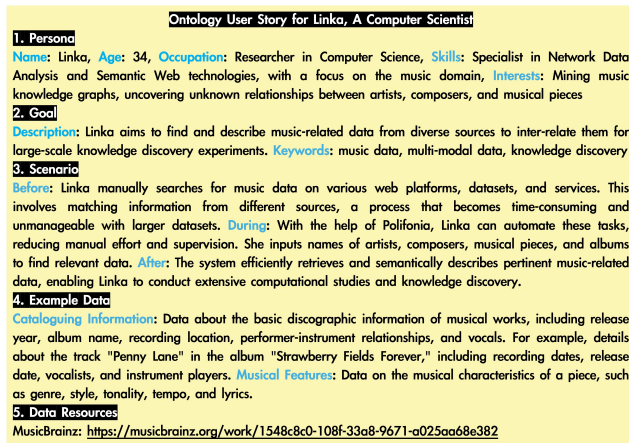 Ontology User Story for Linka, A Computer Scientist
1. Persona
Name: Linka, Age: 34, Occupation: Researcher in Computer Science, Skills: Specialist in Network Data
Analysis and Semantic Web technologies, with a focus on the music domain, Interests: Mining music
knowledge graphs, uncovering unknown relationships between artists, composers, and musical pieces
2. Goal
Description: Linka aims to find and describe music-related data from diverse sources to inter-relate them for
large-scale knowledge discovery experiments. Keywords: music data, multi-modal data, knowledge discovery
3. Scenario
Before: Linka manually searches for music data on various web platforms, datasets, and services. This
involves matching information from different sources, a process that becomes time-consuming and
unmanageable with larger datasets. During: With the help of Polifonia, Linka can automate these tasks,
reducing manual effort and supervision. She inputs names of artists, composers, musical pieces, and albums
to find relevant data. After: The system efficiently retrieves and semantically describes pertinent music-related
data, enabling Linka to conduct extensive computational studies and knowledge discovery.
4. Example Data
Cataloguing Information: Data about the basic discographic information of musical works, including release
year, album name, recording location, performer-instrument relationships, and vocals. For example, details
about the track "Penny Lane" in the album "Strawberry Fields Forever," including recording dates, release
date, vocalists, and instrument players. Musical Features: Data on the musical characteristics of a piece, such
as genre, style, tonality, tempo, and lyrics.
5. Data Resources
MusicBrainz: https://musicbrainz.org/work/1548c8c0-108f-33a8-9671-a025aa68e382